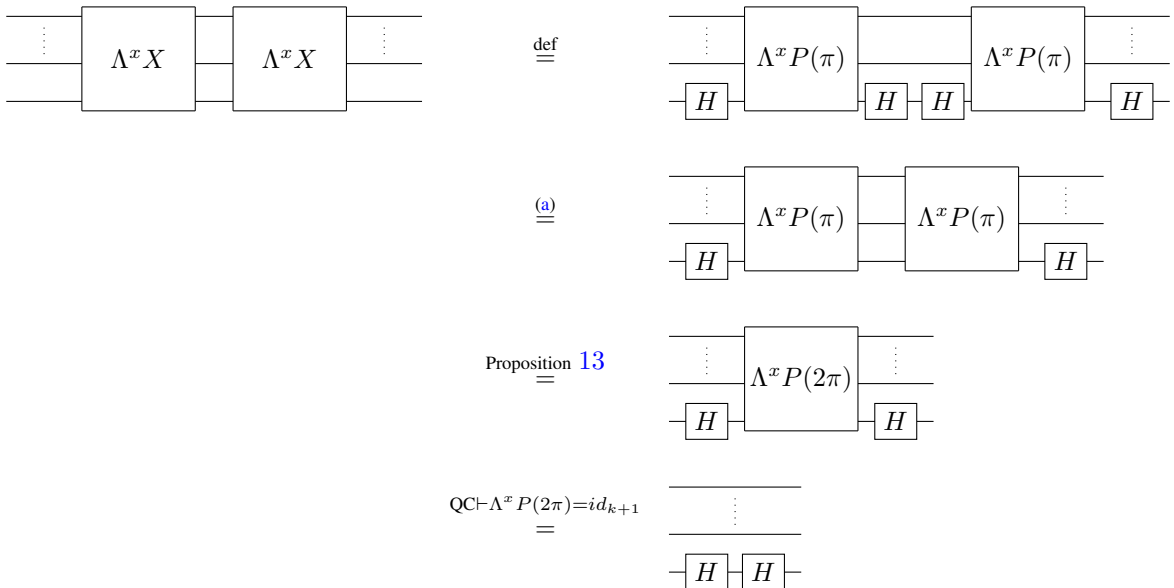 Λ^x X Λ^x X def = Λ^x P(π) Λ^x P(π)
H H H H
(a) = Λ^x P(π) Λ^x P(π)
H H
Proposition 13 = Λ^x P(2π)
H H
QC⊢Λ^x P(2π)=id_{k+1} =
H H